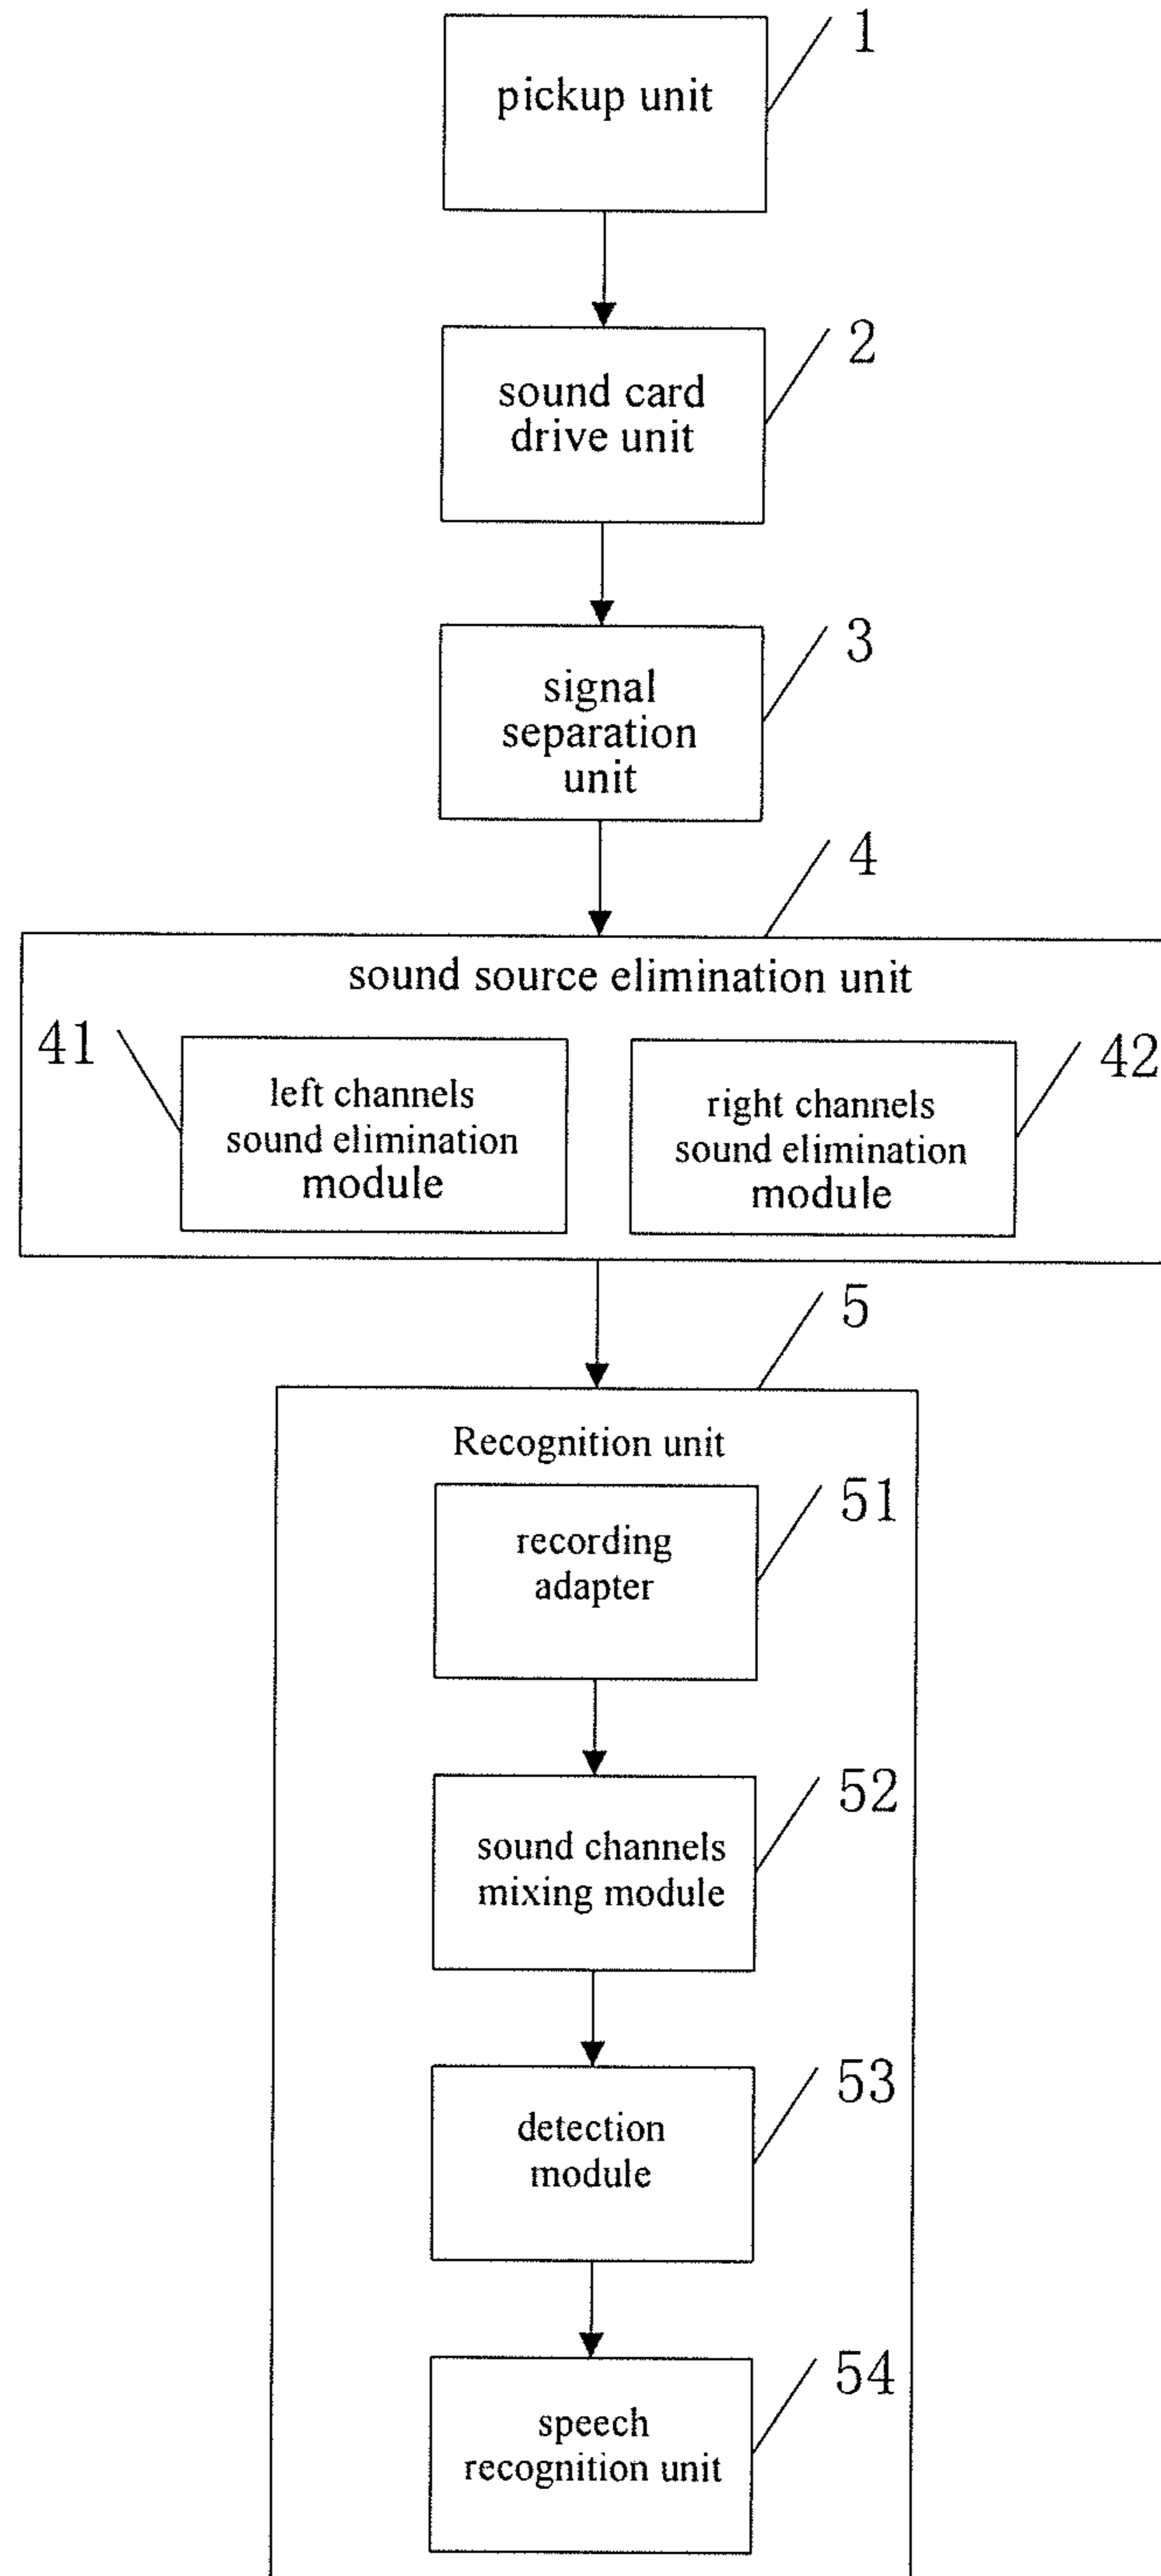 pickup unit
1
sound card
drive unit
2
signal
separation
unit
3
4
sound source elimination unit
41
left channels
sound elimination
module
right channels
sound elimination
module
42
5
Recognition unit
recording
adapter
51
sound channels
mixing module
52
detection
module
53
speech
recognition unit
54